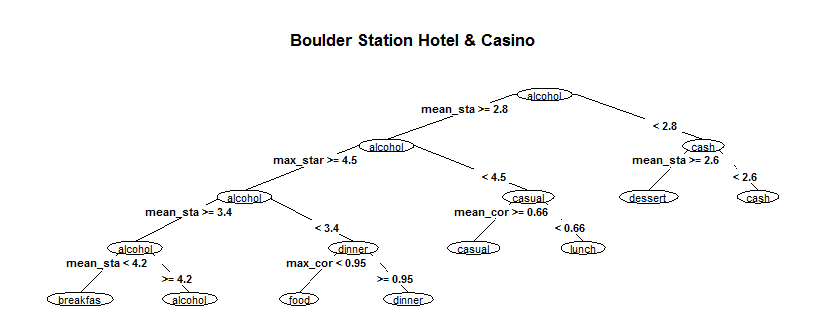 Boulder Station Hotel & Casino
alcohol
mean_sta >= 2.8
< 2.8
alcohol
cash
max_star >= 4.5
mean_sta >= 2.6
< 4.5
< 2.6
alcohol
casual
dessert
cash
mean_sta >= 3.4
mean_cor >= 0.66
< 3.4
< 0.66
alcohol
dinner
casual
lunch
mean_sta < 4.2
max_cor < 0.95
>= 4.2
>= 0.95
breakfas
alcohol
food
dinner